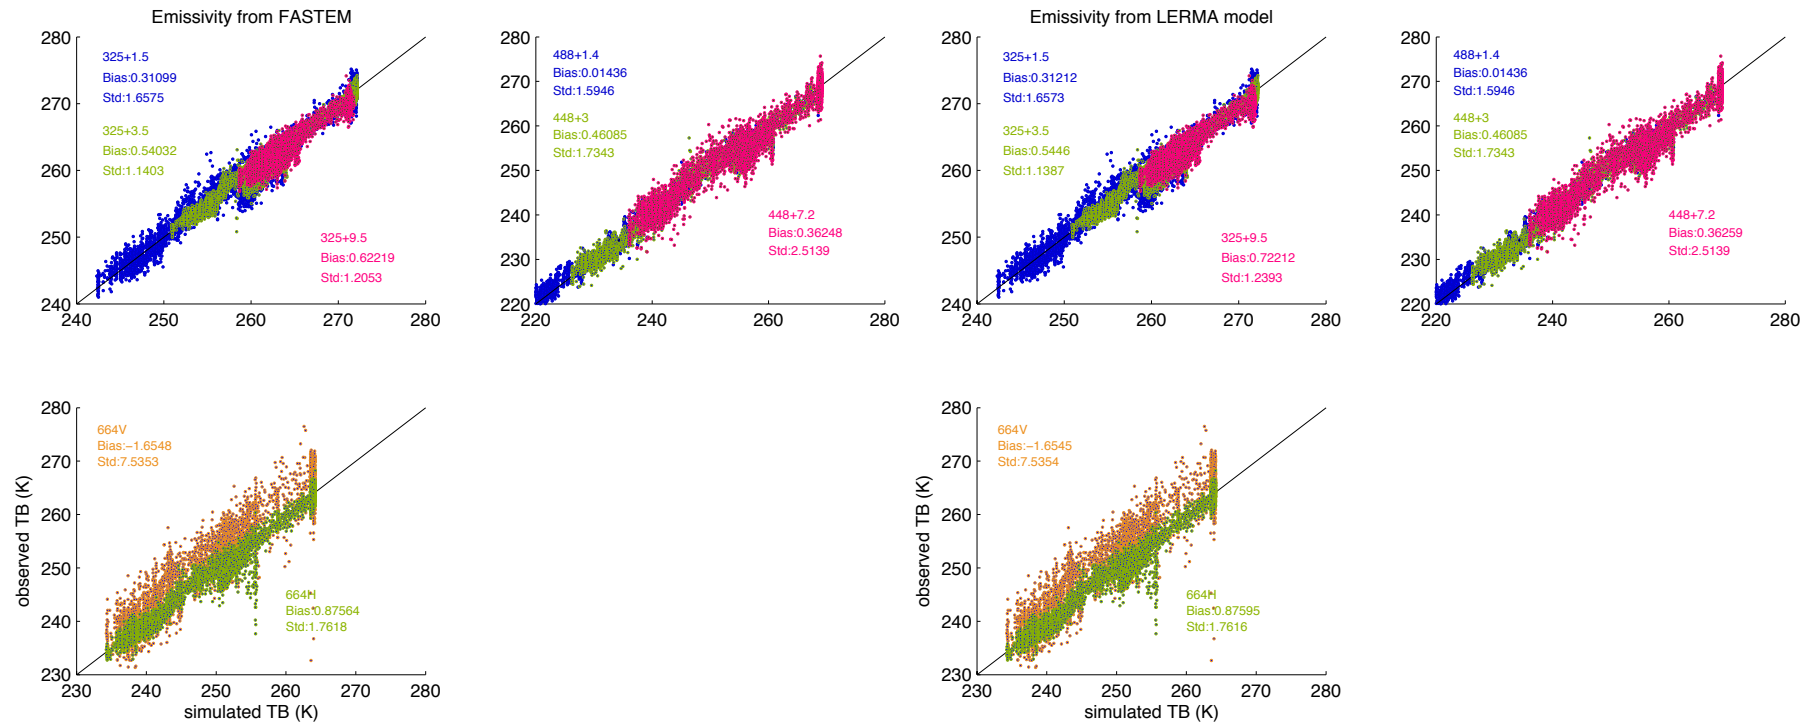 Emissivity from FASTEM
280
270
260
250
240
240
250
260
270
280
325+1.5
Bias:0.31099
Std:1.6575
325+3.5
Bias:0.54032
Std:1.1403
325+9.5
Bias:0.62219
Std:1.2053
280
270
260
250
240
230
220
220
240
260
280
488+1.4
Bias:0.01436
Std:1.5946
448+3
Bias:0.46085
Std:1.7343
448+7.2
Bias:0.36248
Std:2.5139
Emissivity from LERMA model
280
270
260
250
240
240
250
260
270
280
325+1.5
Bias:0.31212
Std:1.6573
325+3.5
Bias:0.5446
Std:1.1387
325+9.5
Bias:0.72212
Std:1.2393
280
270
260
250
240
230
220
220
240
260
280
488+1.4
Bias:0.01436
Std:1.5946
448+3
Bias:0.46085
Std:1.7343
448+7.2
Bias:0.36259
Std:2.5139
observed TB (K)
280
270
260
250
240
230
230
240
250
260
270
280
simulated TB (K)
664V
Bias:−1.6548
Std:7.5353
664H
Bias:0.87564
Std:1.7618
observed TB (K)
280
270
260
250
240
230
230
240
250
260
270
280
simulated TB (K)
664V
Bias:−1.6545
Std:7.5354
664H
Bias:0.87595
Std:1.7616